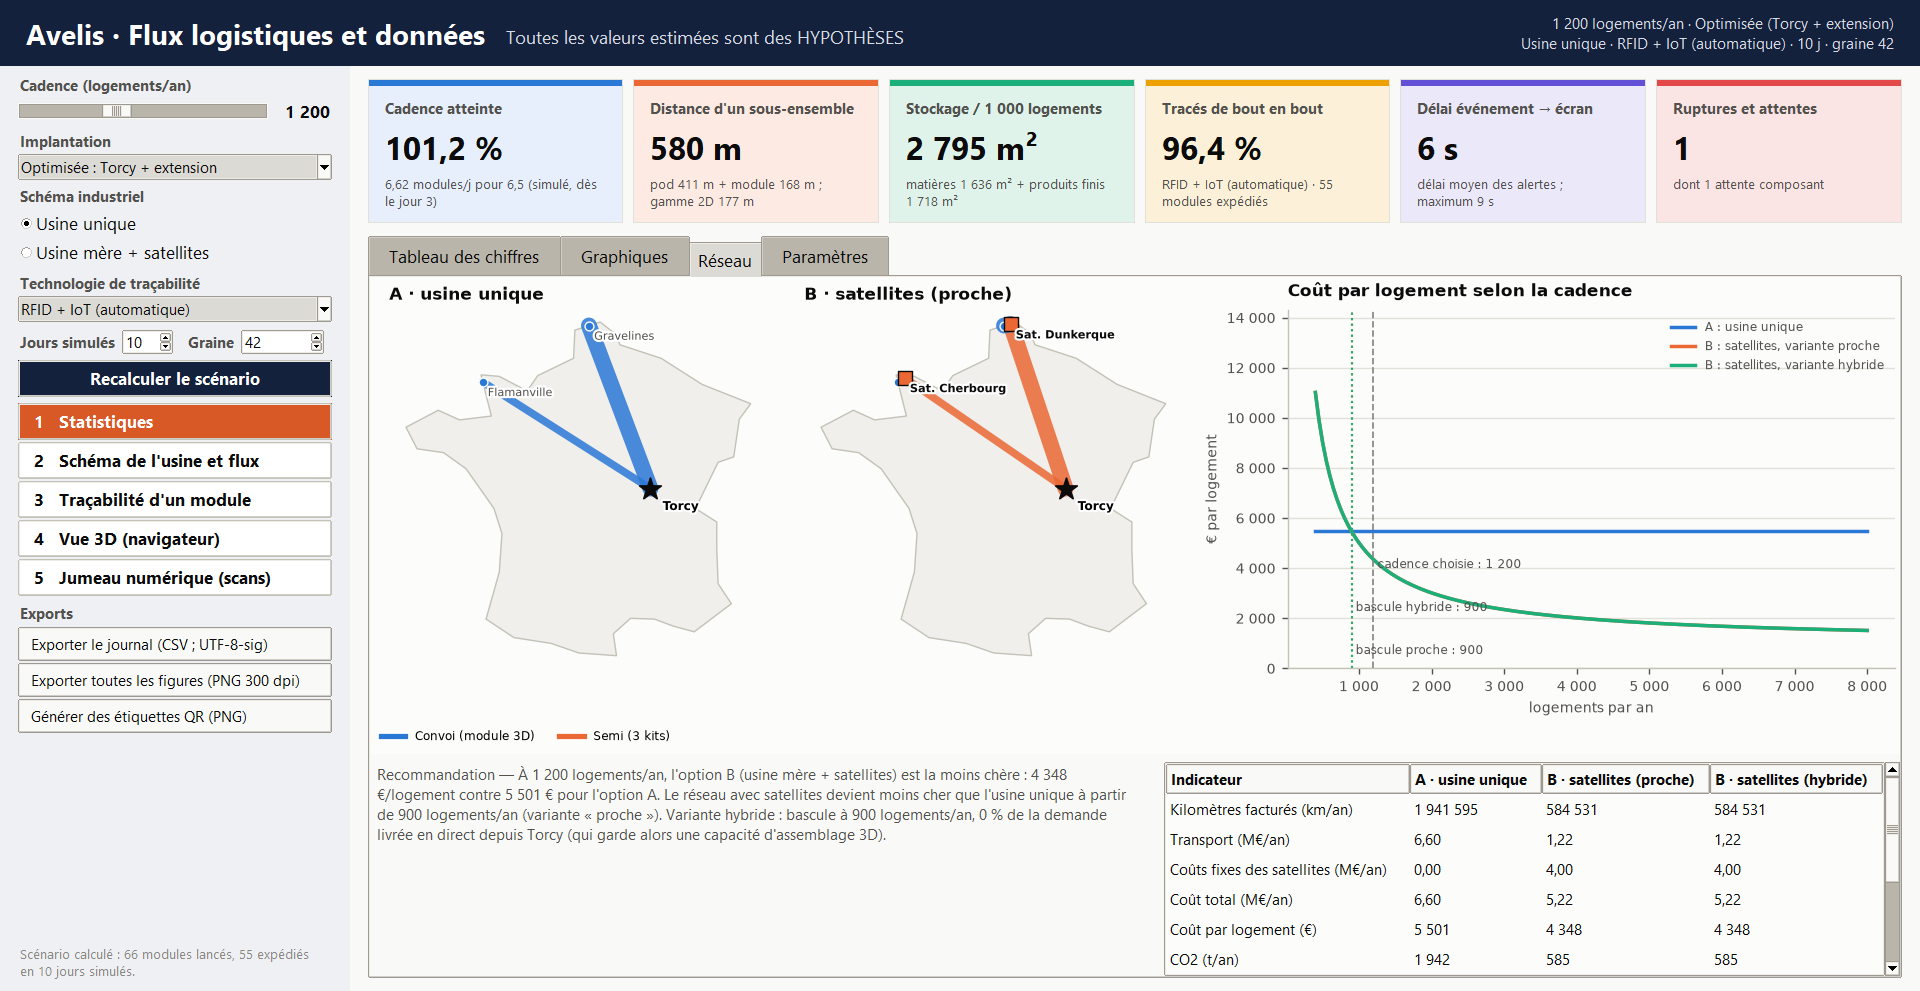 Avelis · Flux logistiques et données
Toutes les valeurs estimées sont des HYPOTHÈSES
1 200 logements/an · Optimisée (Torcy + extension)
Usine unique · RFID + IoT (automatique) · 10 j · graine 42
Cadence (logements/an)
1 200
Implantation
Optimisée : Torcy + extension
Schéma industriel
Usine unique
Usine mère + satellites
Technologie de traçabilité
RFID + IoT (automatique)
Jours simulés 10 Graine 42
Recalculer le scénario
1 Statistiques
2 Schéma de l'usine et flux
3 Traçabilité d'un module
4 Vue 3D (navigateur)
5 Jumeau numérique (scans)
Exports
Exporter le journal (CSV ; UTF-8-sig)
Exporter toutes les figures (PNG 300 dpi)
Générer des étiquettes QR (PNG)
Scénario calculé : 66 modules lancés, 55 expédiés
en 10 jours simulés.
Cadence atteinte
101,2 %
6,62 modules/j pour 6,5 (simulé, dès
le jour 3)
Distance d'un sous-ensemble
580 m
pod 411 m + module 168 m ;
gamme 2D 177 m
Stockage / 1 000 logements
2 795 m²
matières 1 636 m² + produits finis
1 718 m²
Tracés de bout en bout
96,4 %
RFID + IoT (automatique) · 55
modules expédiés
Délai événement → écran
6 s
délai moyen des alertes ;
maximum 9 s
Ruptures et attentes
1
dont 1 attente composant
Tableau des chiffres
Graphiques
Réseau
Paramètres
A · usine unique
Gravelines
Flamanville
Torcy
B · satellites (proche)
Sat. Dunkerque
Sat. Cherbourg
Torcy
Convoi (module 3D)
Semi (3 kits)
Coût par logement selon la cadence
A : usine unique
B : satellites, variante proche
B : satellites, variante hybride
€ par logement
14 000
12 000
10 000
8 000
6 000
4 000
2 000
0
cadence choisie : 1 200
bascule hybride : 900
bascule proche : 900
1 000 2 000 3 000 4 000 5 000 6 000 7 000 8 000
logements par an
Recommandation — À 1 200 logements/an, l'option B (usine mère + satellites) est la moins chère : 4 348
€/logement contre 5 501 € pour l'option A. Le réseau avec satellites devient moins cher que l'usine unique à partir
de 900 logements/an (variante « proche »). Variante hybride : bascule à 900 logements/an, 0 % de la demande
livrée en direct depuis Torcy (qui garde alors une capacité d'assemblage 3D).
Indicateur A · usine unique B · satellites (proche) B · satellites (hybride)
Kilomètres facturés (km/an) 1 941 595 584 531 584 531
Transport (M€/an) 6,60 1,22 1,22
Coûts fixes des satellites (M€/an) 0,00 4,00 4,00
Coût total (M€/an) 6,60 5,22 5,22
Coût par logement (€) 5 501 4 348 4 348
CO2 (t/an) 1 942 585 585